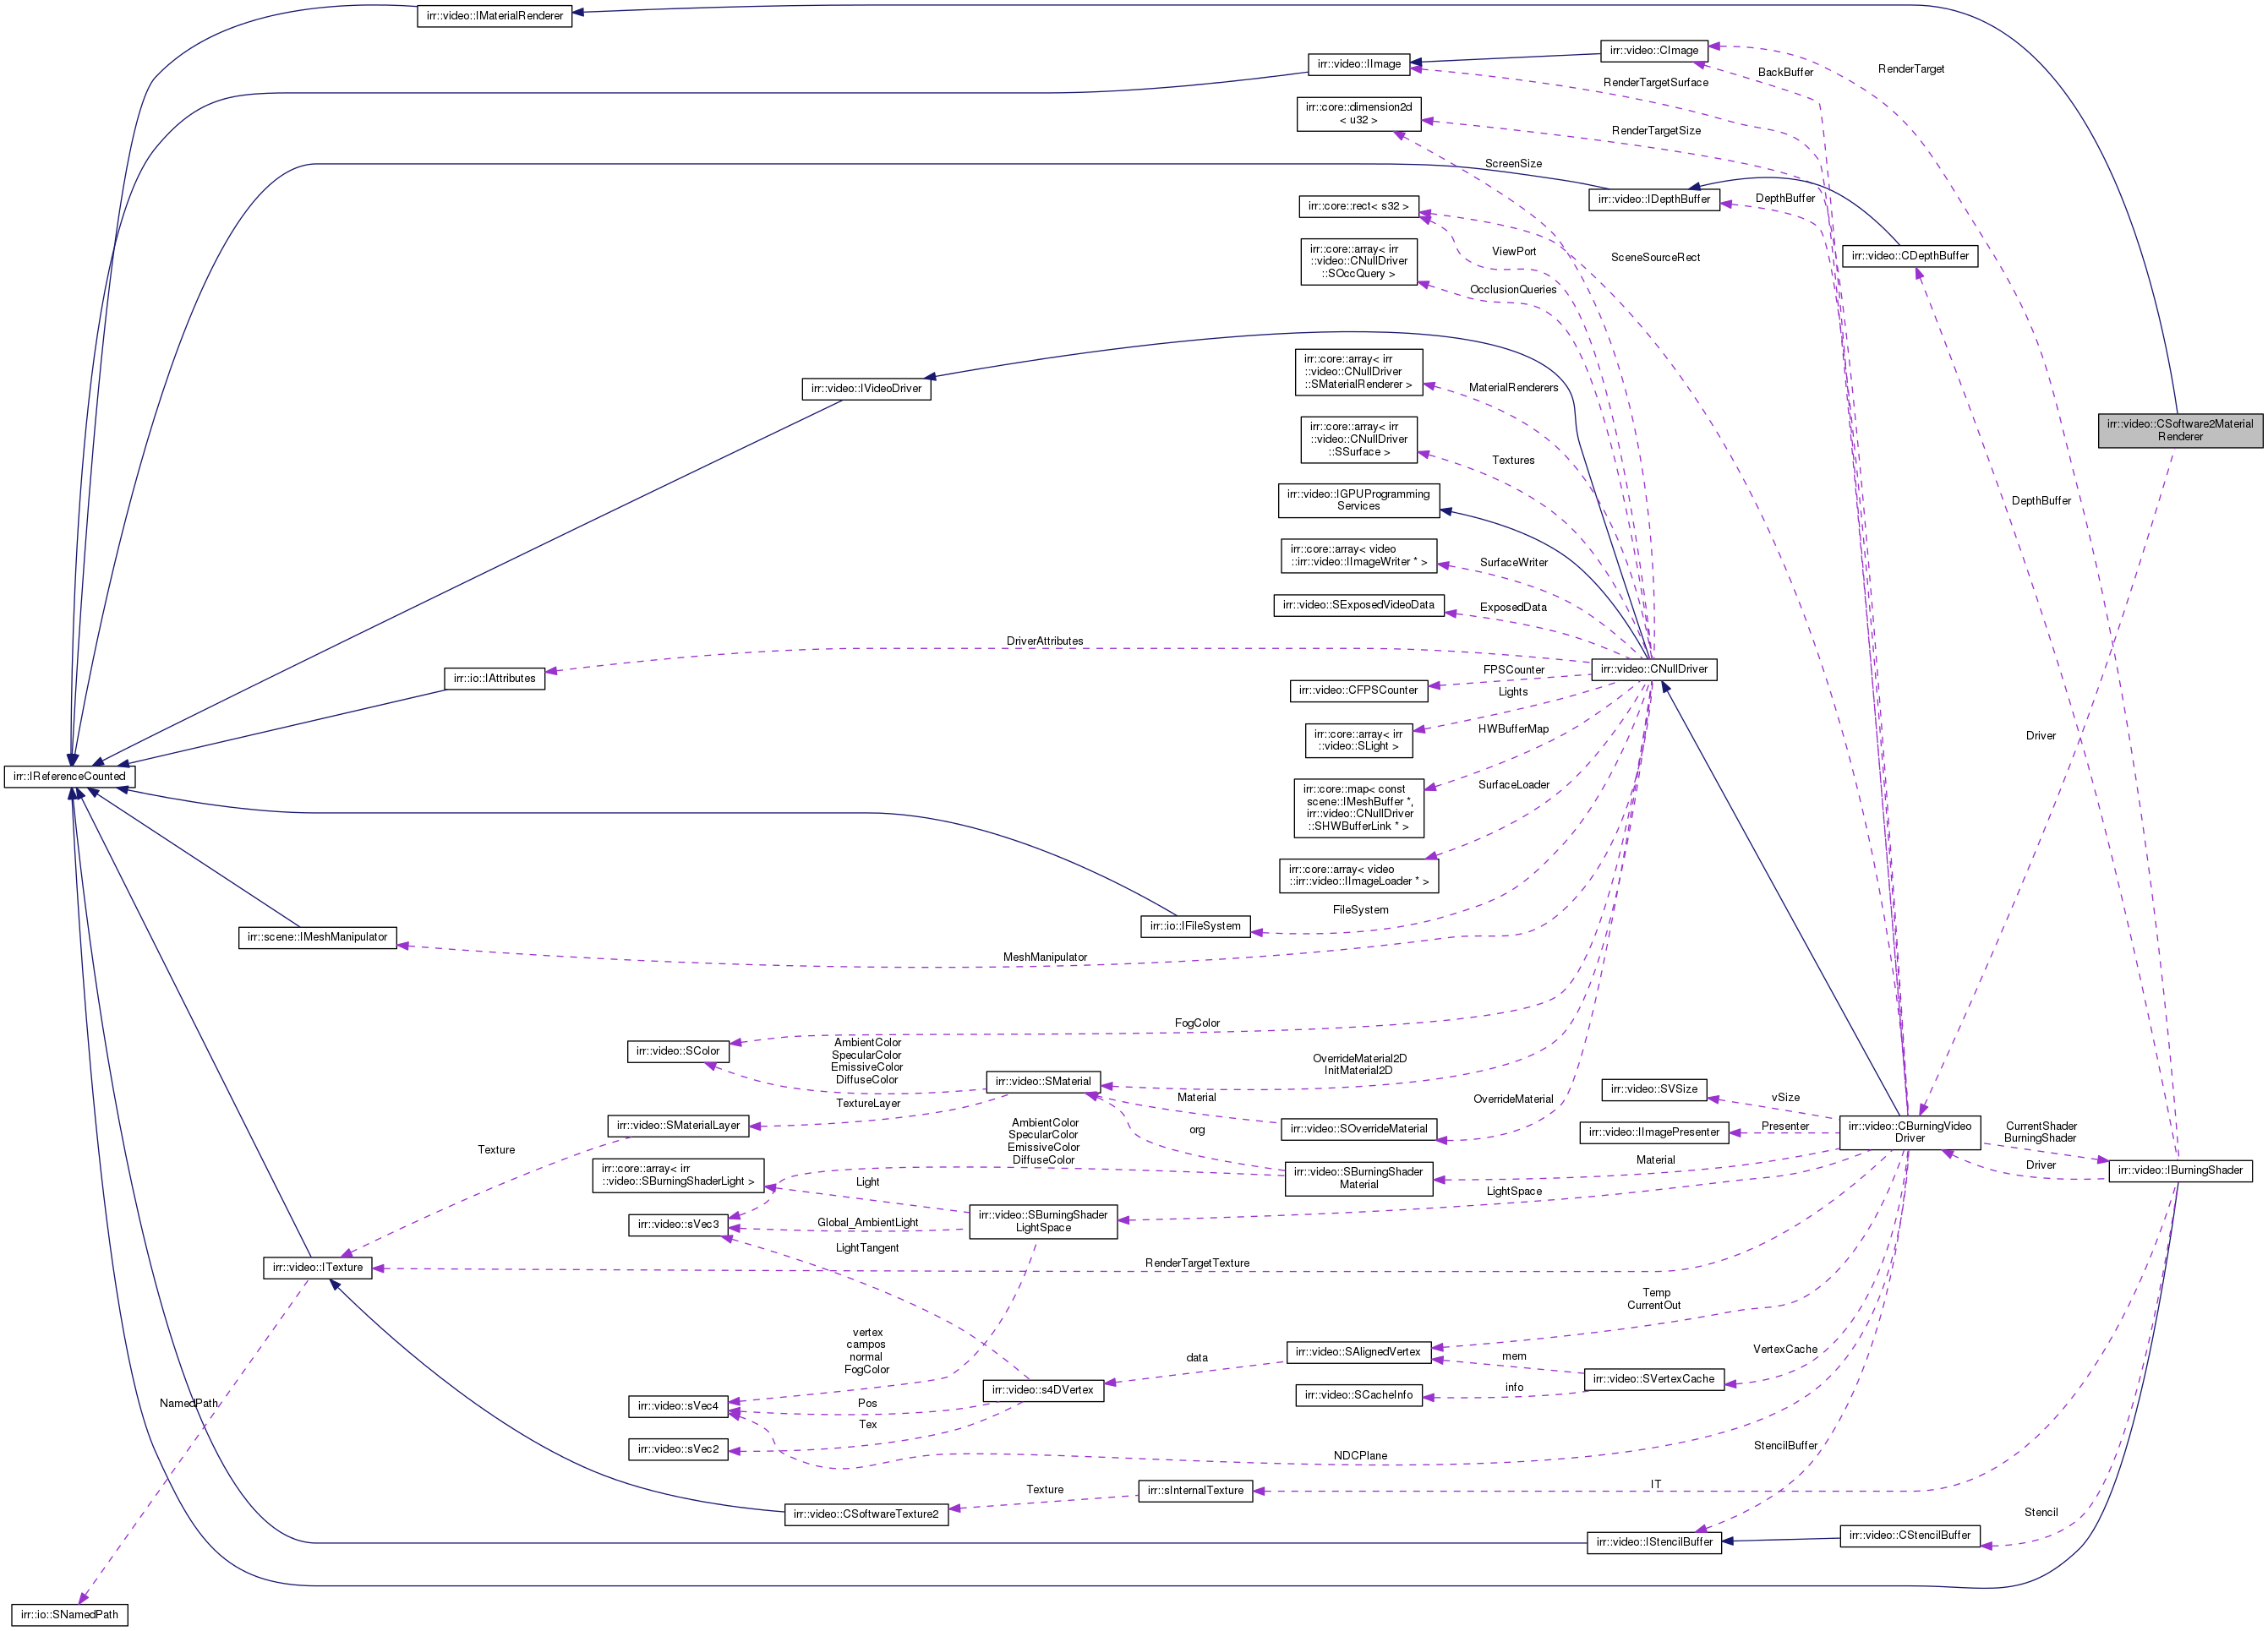 irr::video::IMaterialRenderer
irr::video::CImage
irr::video::IImage
RenderTarget
BackBuffer
RenderTargetSurface
irr::core::dimension2d
< u32 >
RenderTargetSize
ScreenSize
irr::video::IDepthBuffer
DepthBuffer
irr::core::rect< s32 >
irr::core::array< irr
::video::CNullDriver
::SOccQuery >
ViewPort
SceneSourceRect
irr::video::CDepthBuffer
OcclusionQueries
irr::core::array< irr
::video::CNullDriver
::SMaterialRenderer >
MaterialRenderers
irr::video::IVideoDriver
irr::video::CSoftware2Material
Renderer
irr::core::array< irr
::video::CNullDriver
::SSurface >
Textures
irr::video::IGPUProgramming
Services
DepthBuffer
irr::core::array< video
::irr::video::IImageWriter * >
SurfaceWriter
irr::video::SExposedVideoData
ExposedData
DriverAttributes
irr::io::IAttributes
irr::video::CNullDriver
irr::video::CFPSCounter
FPSCounter
Lights
irr::core::array< irr
::video::SLight >
HWBufferMap
Driver
irr::IReferenceCounted
irr::core::map< const
scene::IMeshBuffer *,
irr::video::CNullDriver
::SHWBufferLink * >
SurfaceLoader
irr::core::array< video
::irr::video::IImageLoader * >
FileSystem
irr::io::IFileSystem
irr::scene::IMeshManipulator
MeshManipulator
FogColor
irr::video::SColor
AmbientColor
SpecularColor
EmissiveColor
DiffuseColor
OverrideMaterial2D
InitMaterial2D
irr::video::SMaterial
irr::video::SVSize
vSize
TextureLayer
Material
OverrideMaterial
irr::video::SMaterialLayer
irr::video::SOverrideMaterial
irr::video::IImagePresenter
Presenter
irr::video::CBurningVideo
Driver
CurrentShader
BurningShader
Texture
org
AmbientColor
SpecularColor
EmissiveColor
DiffuseColor
irr::core::array< irr
::video::SBurningShaderLight >
Light
irr::video::SBurningShader
Material
Material
Driver
irr::video::IBurningShader
LightSpace
irr::video::sVec3
Global_AmbientLight
irr::video::SBurningShader
LightSpace
LightTangent
irr::video::ITexture
RenderTargetTexture
Temp
CurrentOut
vertex
campos
normal
FogColor
irr::video::SAlignedVertex
data
mem
VertexCache
irr::video::SVertexCache
irr::video::s4DVertex
irr::video::SCacheInfo
info
NamedPath
irr::video::sVec4
Pos
Tex
irr::video::sVec2
NDCPlane
StencilBuffer
IT
irr::sInternalTexture
Texture
irr::video::CSoftwareTexture2
Stencil
irr::video::CStencilBuffer
irr::video::IStencilBuffer
irr::io::SNamedPath